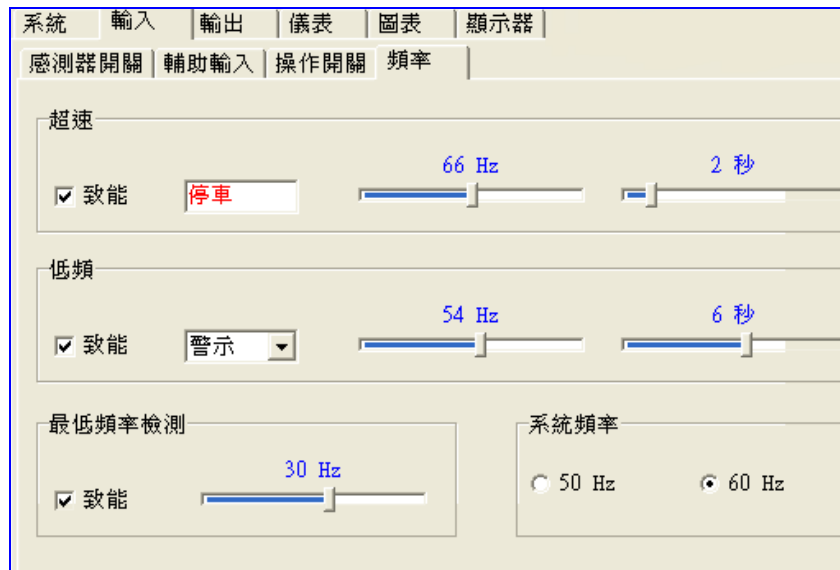 系統 輸入 輸出 儀表 圖表 顯示器
感測器開關 輔助輸入 操作開關 頻率
超速
66 Hz 2 秒
致能 停車
低頻
54 Hz 6 秒
致能 警示
最低頻率檢測 系統頻率
30 Hz
致能 50 Hz 60 Hz